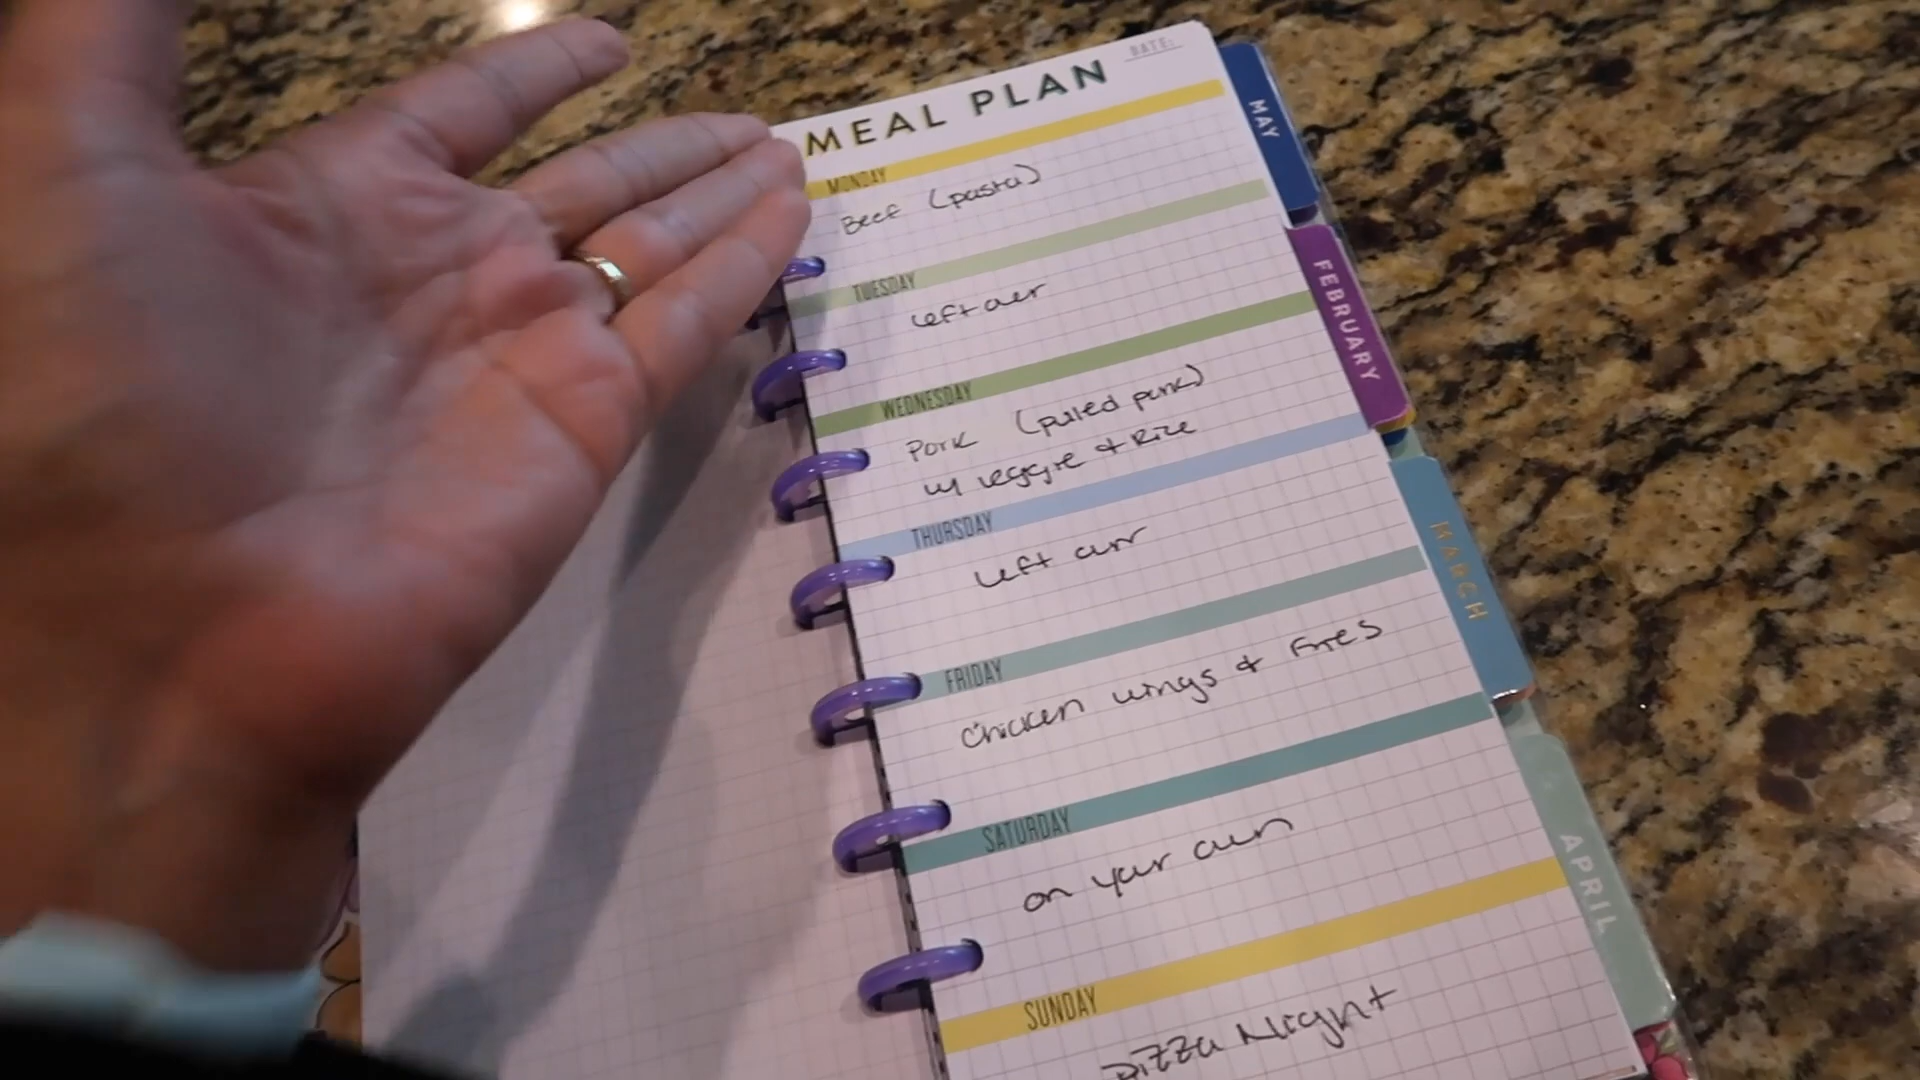 DATE:
MEAL PLAN
MONDAY
Beef (pasta)
TUESDAY
Left over
WEDNESDAY
Pork (pulled pork)
w/ veggie & Rice
THURSDAY
Left over
FRIDAY
Chicken wings & Fries
SATURDAY
on your own
SUNDAY
Pizza Night
MAY
FEBRUARY
MARCH
APRIL